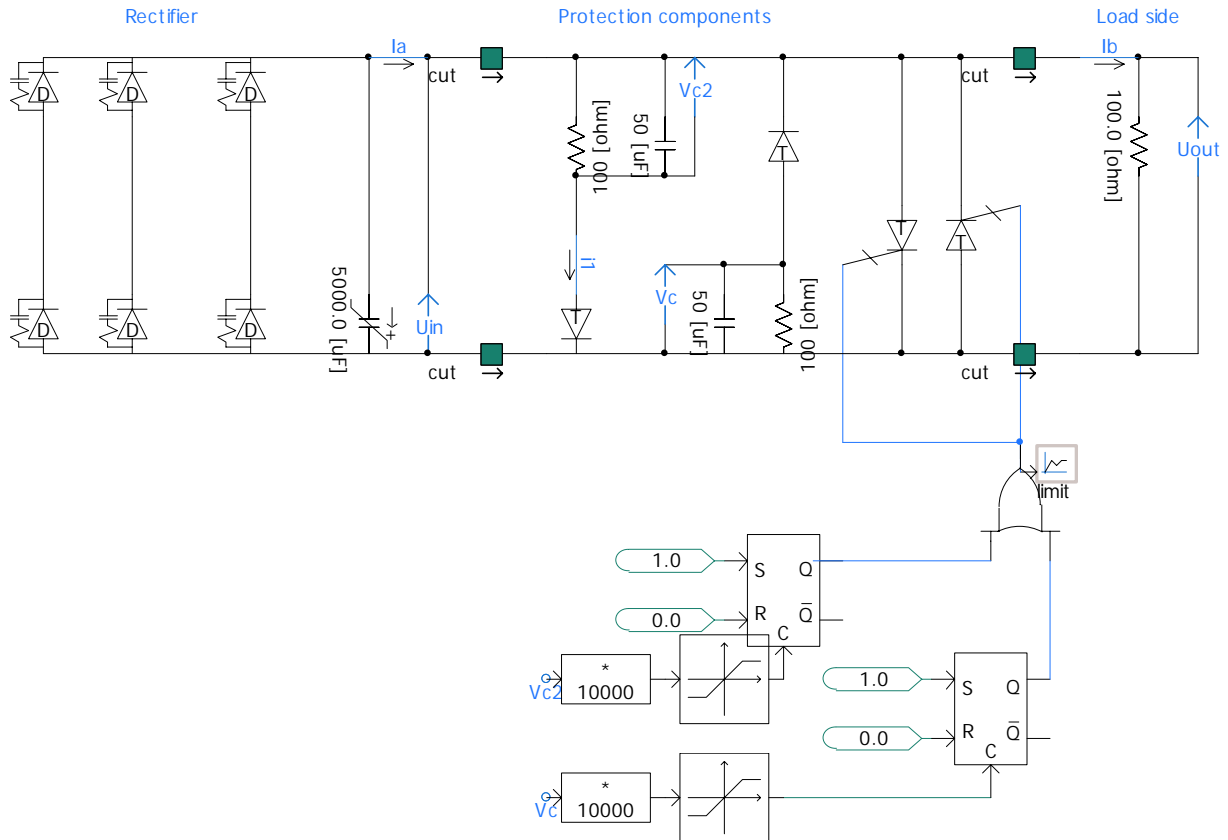 Rectifier
Protection components
Load side
Ia
Ib
cut
cut
D
D
D
100 [ohm]
50 [uF]
Vc2
T
100.0 [ohm]
Uout
T
T
i1
5000.0 [uF]
+
Uin
T
Vc
50 [uF]
100 [ohm]
D
D
D
cut
cut
limit
1.0
S
Q
0.0
R
Q
C
Vc2
*
10000
1.0
S
Q
0.0
R
Q
C
Vc
*
10000